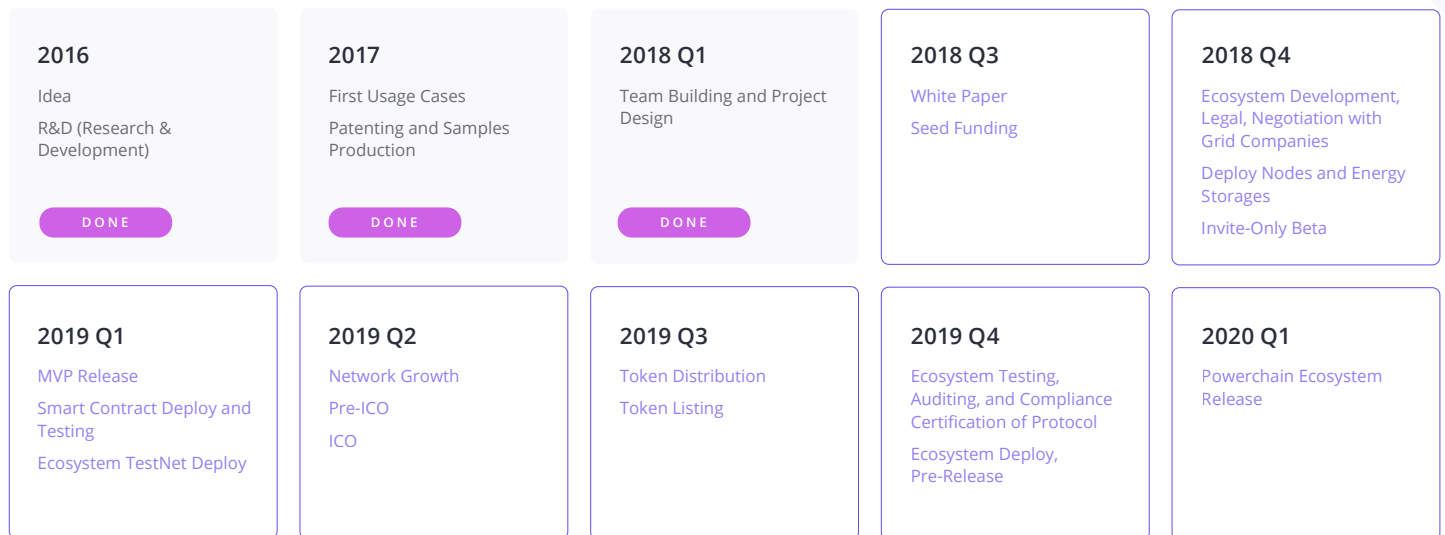 2016
Idea
R&D (Research &
Development)
DONE
2017
First Usage Cases
Patenting and Samples
Production
DONE
2018 Q1
Team Building and Project
Design
DONE
2018 Q3
White Paper
Seed Funding
2018 Q4
Ecosystem Development,
Legal, Negotiation with
Grid Companies
Deploy Nodes and Energy
Storages
Invite-Only Beta
2019 Q1
MVP Release
Smart Contract Deploy and
Testing
Ecosystem TestNet Deploy
2019 Q2
Network Growth
Pre-ICO
ICO
2019 Q3
Token Distribution
Token Listing
2019 Q4
Ecosystem Testing,
Auditing, and Compliance
Certification of Protocol
Ecosystem Deploy,
Pre-Release
2020 Q1
Powerchain Ecosystem
Release